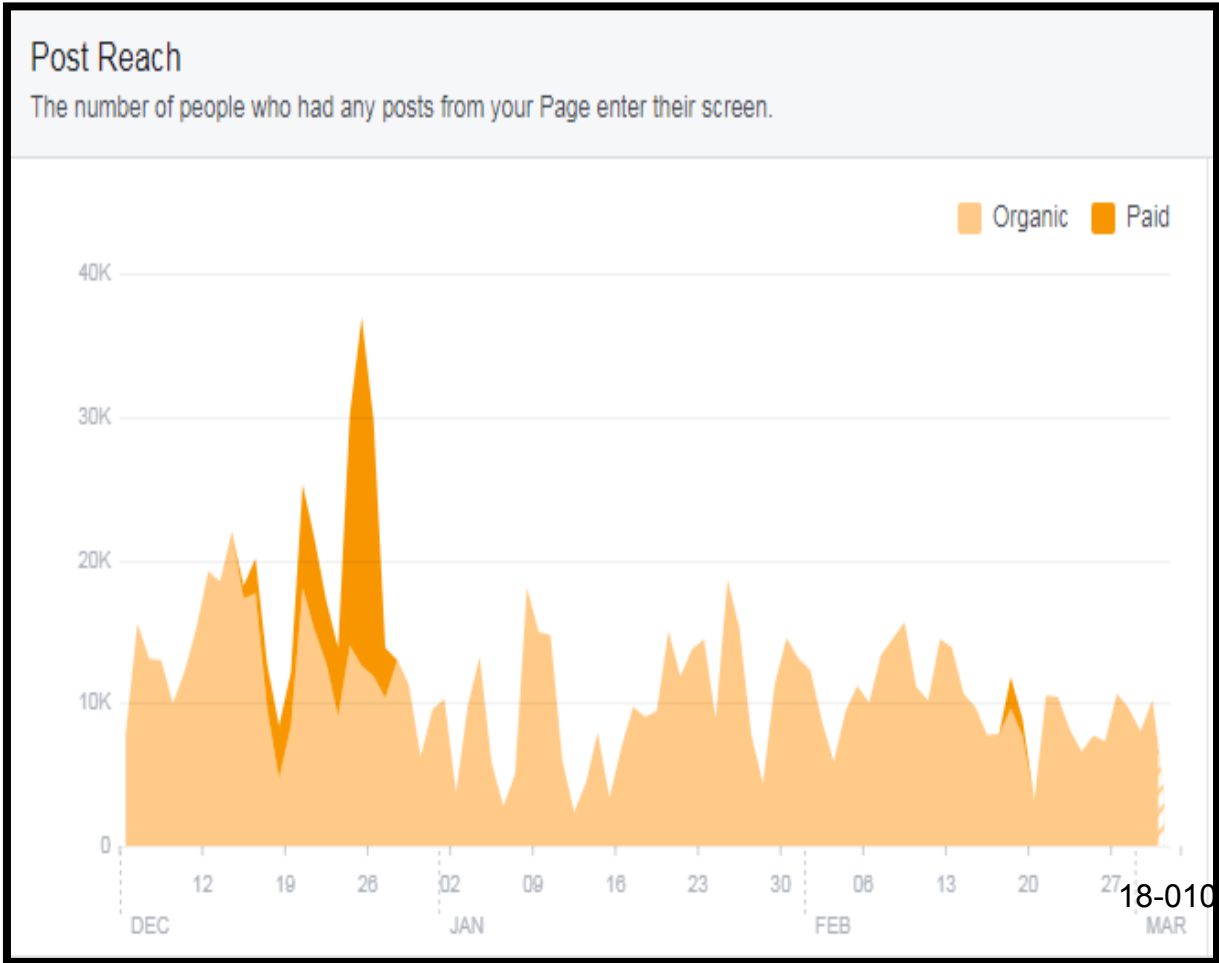 Post Reach
The number of people who had any posts from your Page enter their screen.
Organic Paid
40K
30K
20K
10K
0
12 19 26 02 09 16 23 30 06 13 20 27
18-010
DEC JAN FEB MAR